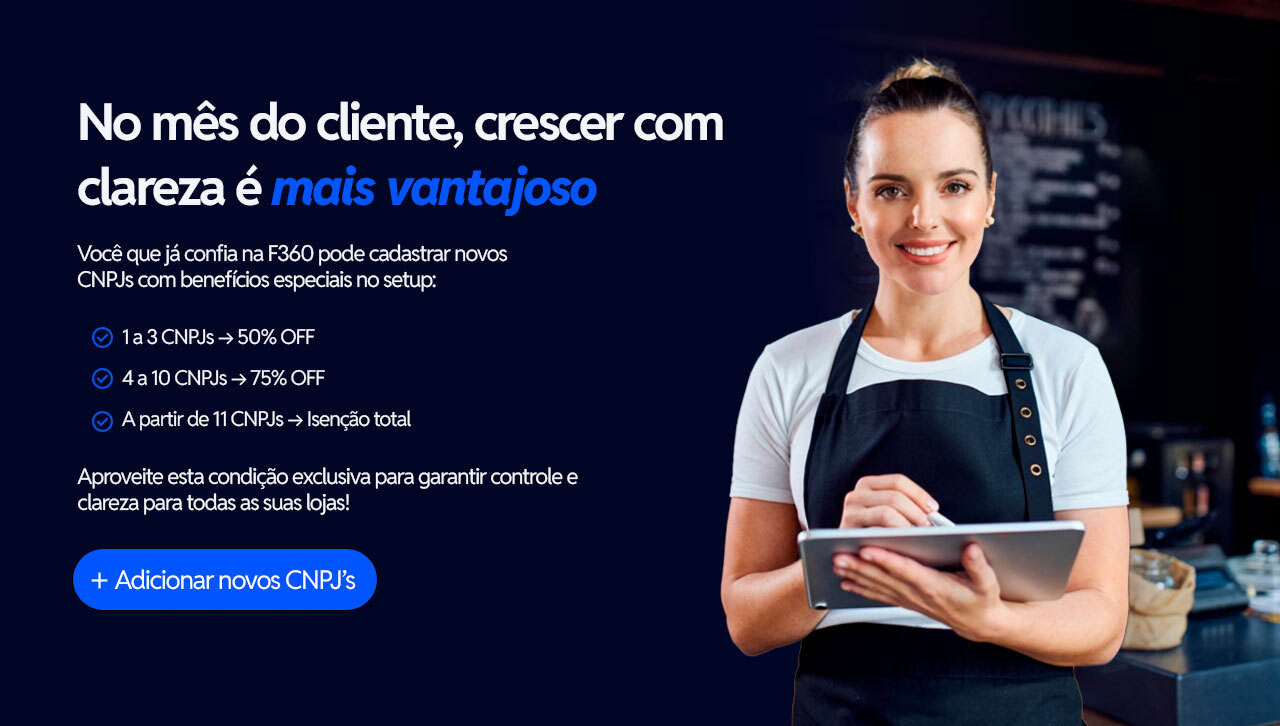 No mês do cliente, crescer com
clareza é mais vantajoso
Você que já confia na F360 pode cadastrar novos
CNPJs com benefícios especiais no setup:
1 a 3 CNPJs → 50% OFF
4 a 10 CNPJs → 75% OFF
A partir de 11 CNPJs → Isenção total
Aproveite esta condição exclusiva para garantir controle e
clareza para todas as suas lojas!
+ Adicionar novos CNPJ's